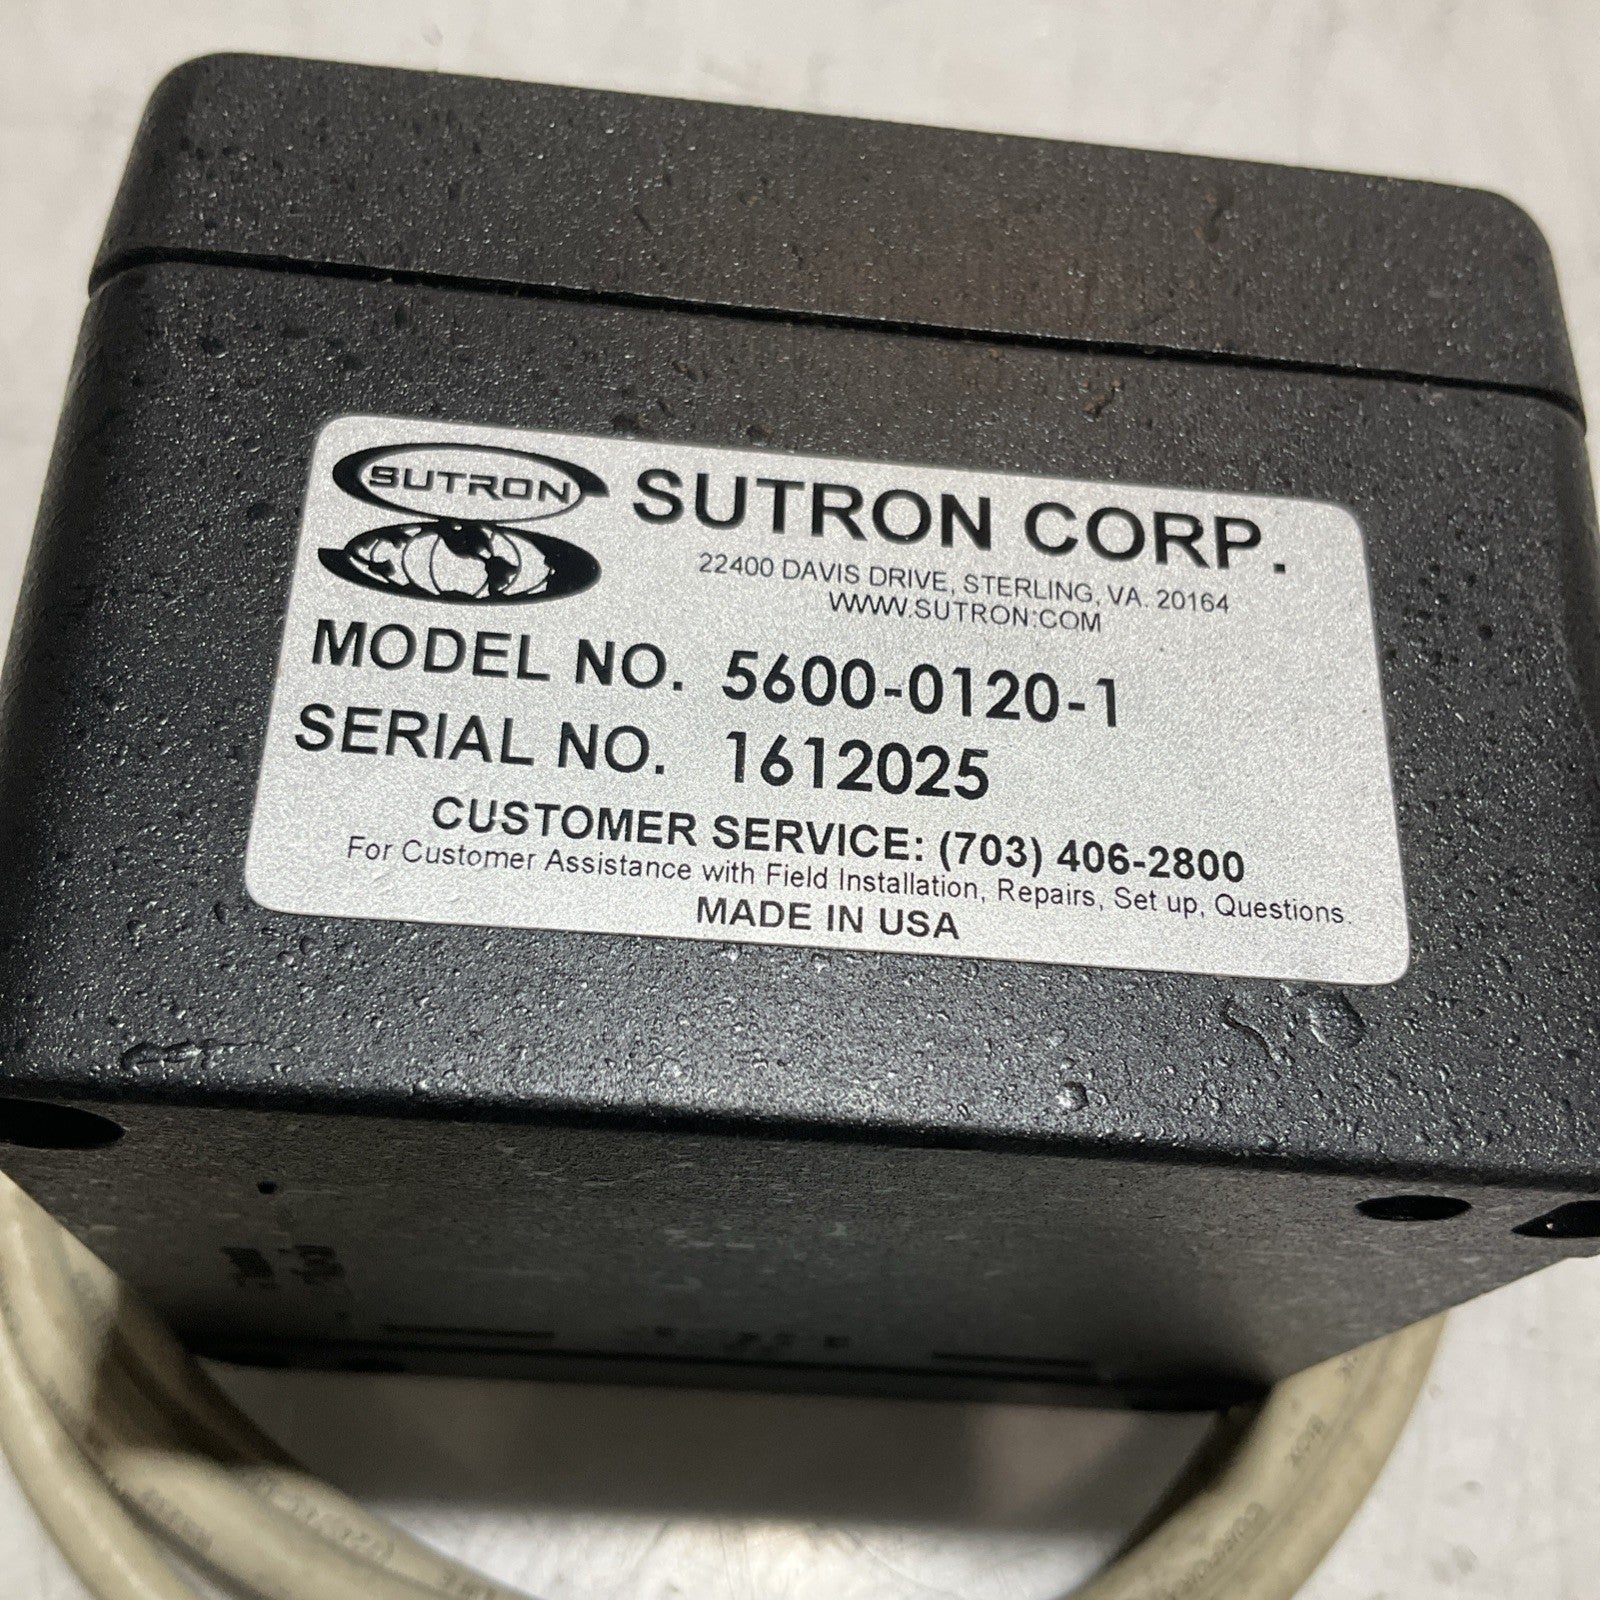 SUTRON
SUTRON CORP.
22400 DAVIS DRIVE, STERLING, VA. 20164
WWW.SUTRON.COM
MODEL NO. 5600-0120-1
SERIAL NO. 1612025
CUSTOMER SERVICE: (703) 406-2800
For Customer Assistance with Field Installation, Repairs, Set up, Questions.
MADE IN USA